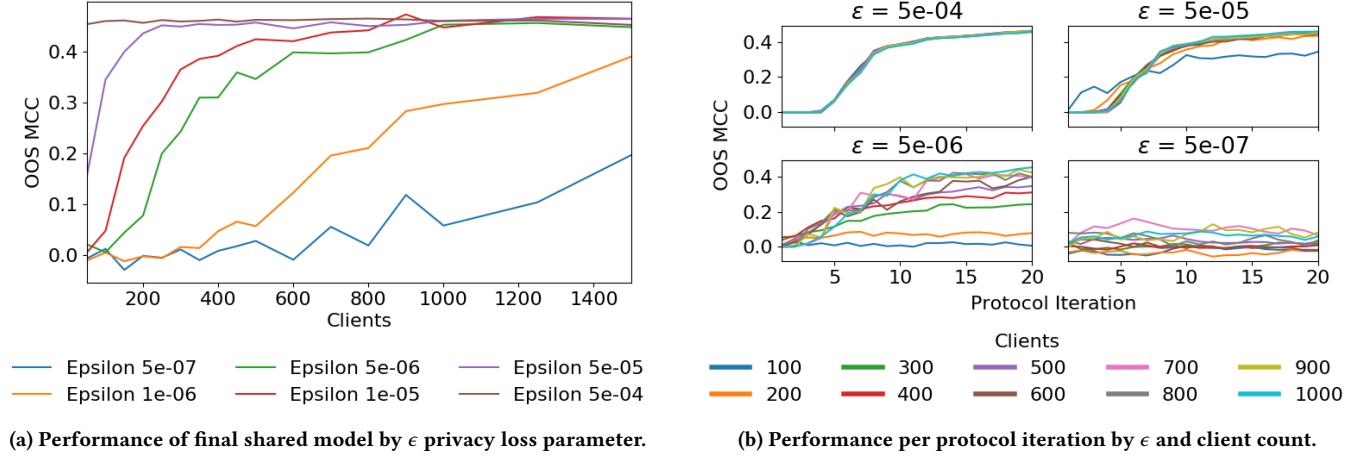 OOS MCC
0.4
0.3
0.2
0.1
0.0
200 400 600 800 1000 1200 1400
Clients
Epsilon 5e-07 Epsilon 5e-06 Epsilon 5e-05
Epsilon 1e-06 Epsilon 1e-05 Epsilon 5e-04
(a) Performance of final shared model by ϵ privacy loss parameter.
OOS MCC
ε = 5e-04 ε = 5e-05
0.4
0.2
0.0
ε = 5e-06 ε = 5e-07
0.4
0.2
0.0
5 10 15 20 5 10 15 20
Protocol Iteration
Clients
100 300 500 700 900
200 400 600 800 1000
(b) Performance per protocol iteration by ϵ and client count.